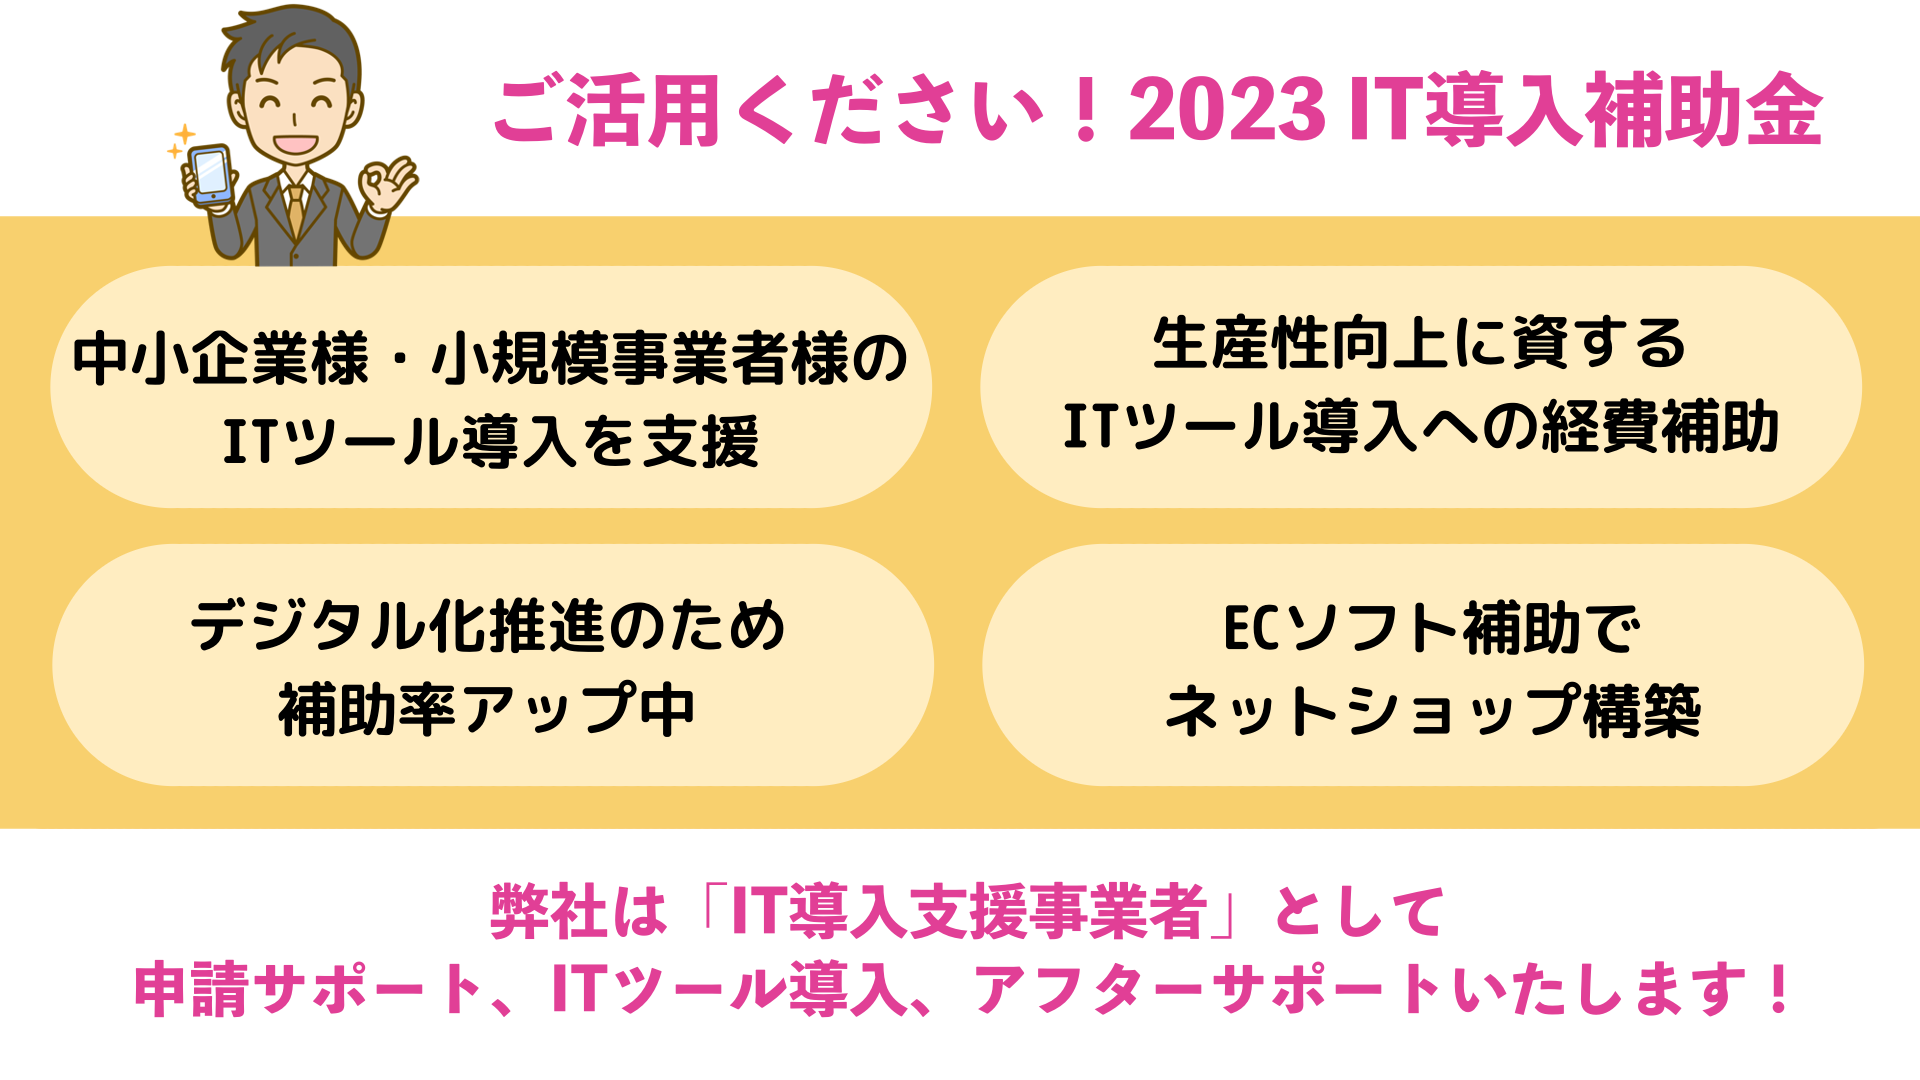 ご活用ください！2023 IT導入補助金
中小企業様・小規模事業者様の
ITツール導入を支援
生産性向上に資する
ITツール導入への経費補助
デジタル化推進のため
補助率アップ中
ECソフト補助で
ネットショップ構築
弊社は「IT導入支援事業者」として
申請サポート、ITツール導入、アフターサポートいたします！